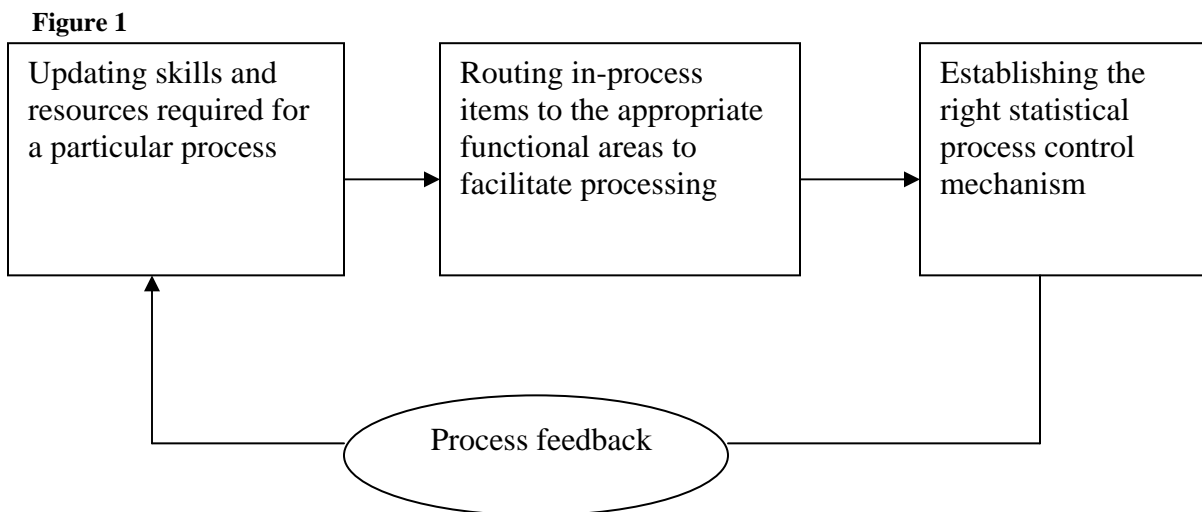 Figure 1
Updating skills and
resources required for
a particular process
Routing in-process
items to the appropriate
functional areas to
facilitate processing
Establishing the
right statistical
process control
mechanism
Process feedback